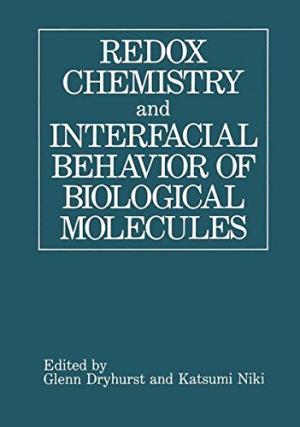 REDOX
CHEMISTRY
and
INTERFACIAL
BEHAVIOR OF
BIOLOGICAL
MOLECULES
Edited by
Glenn Dryhurst and Katsumi Niki